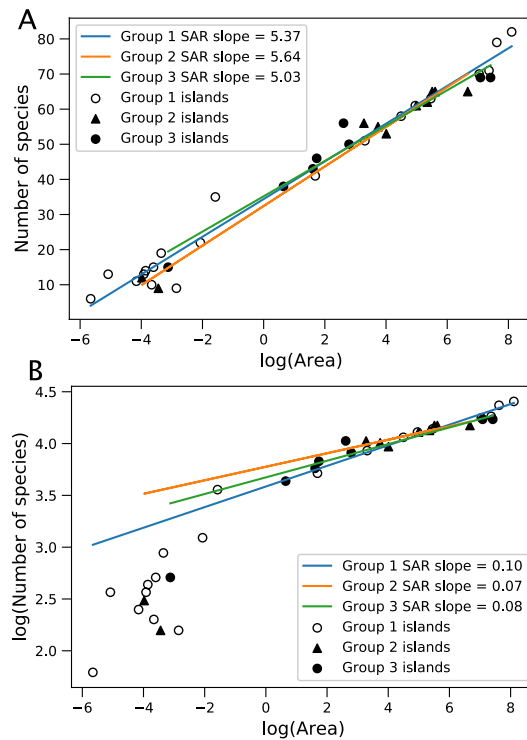 A
Group 1 SAR slope = 5.37
Group 2 SAR slope = 5.64
Group 3 SAR slope = 5.03
Group 1 islands
Group 2 islands
Group 3 islands
Number of species
80
70
60
50
40
30
20
10
−6 −4 −2 0 2 4 6 8
log(Area)
B
log(Number of species)
4.5
4.0
3.5
3.0
2.5
2.0
Group 1 SAR slope = 0.10
Group 2 SAR slope = 0.07
Group 3 SAR slope = 0.08
Group 1 islands
Group 2 islands
Group 3 islands
−6 −4 −2 0 2 4 6 8
log(Area)